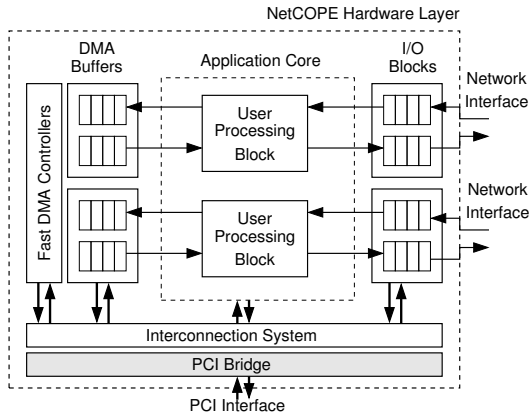 NetCOPE Hardware Layer
DMA
Buffers
Application Core
I/O
Blocks
Network
Interface
User
Processing
Block
Fast DMA Controllers
Network
Interface
User
Processing
Block
Interconnection System
PCI Bridge
PCI Interface